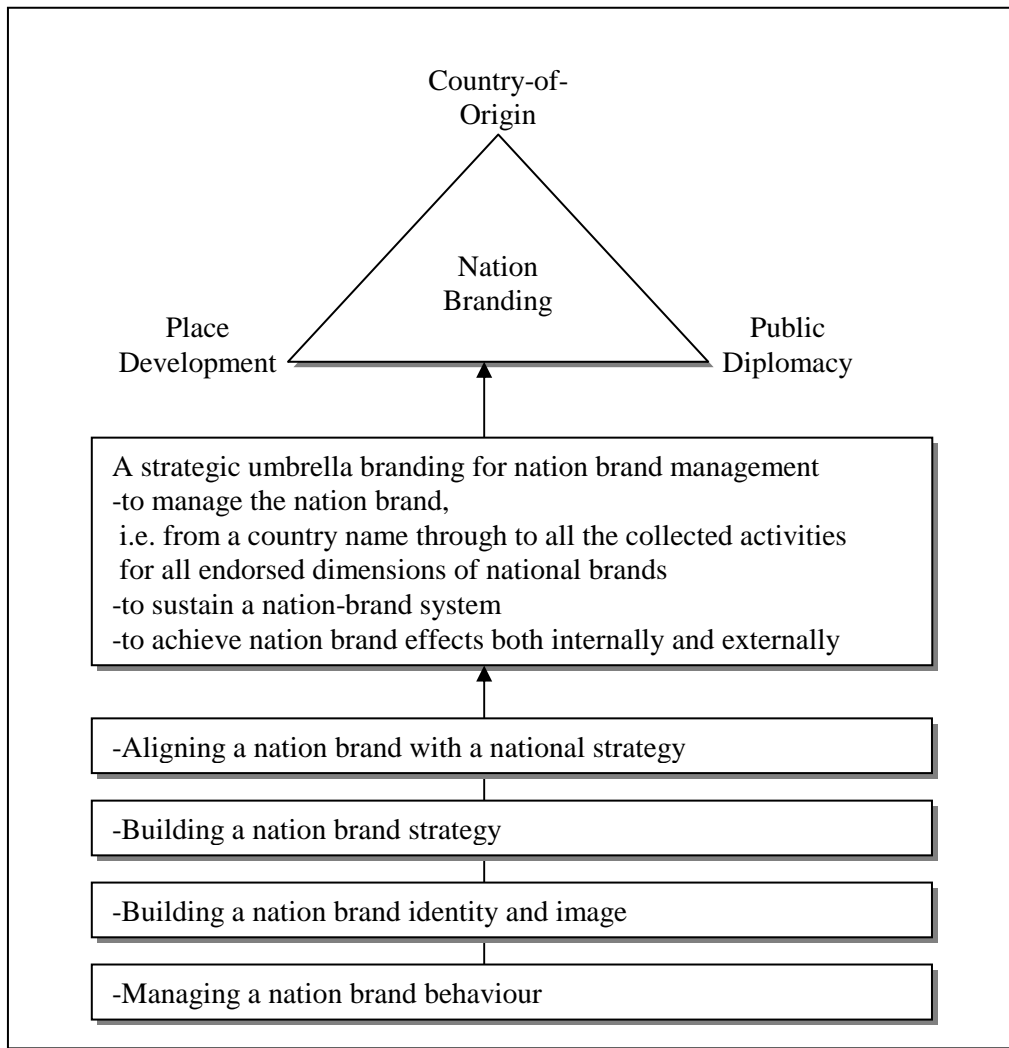 Country-of-
Origin
Nation
Branding
Place
Development
Public
Diplomacy
A strategic umbrella branding for nation brand management
-to manage the nation brand,
i.e. from a country name through to all the collected activities
for all endorsed dimensions of national brands
-to sustain a nation-brand system
-to achieve nation brand effects both internally and externally
-Aligning a nation brand with a national strategy
-Building a nation brand strategy
-Building a nation brand identity and image
-Managing a nation brand behaviour